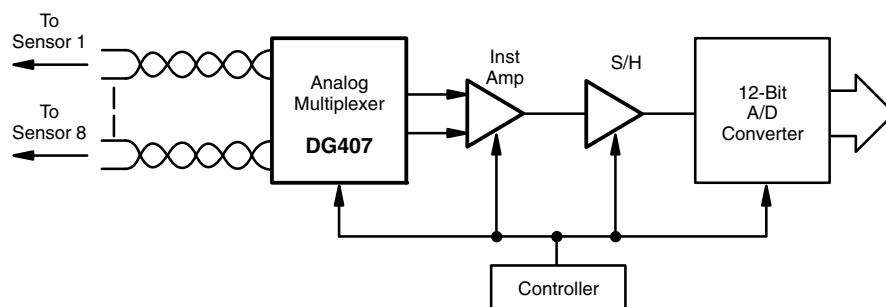 To
Sensor 1
To
Sensor 8
Analog
Multiplexer
DG407
Inst
Amp
S/H
12-Bit
A/D
Converter
Controller